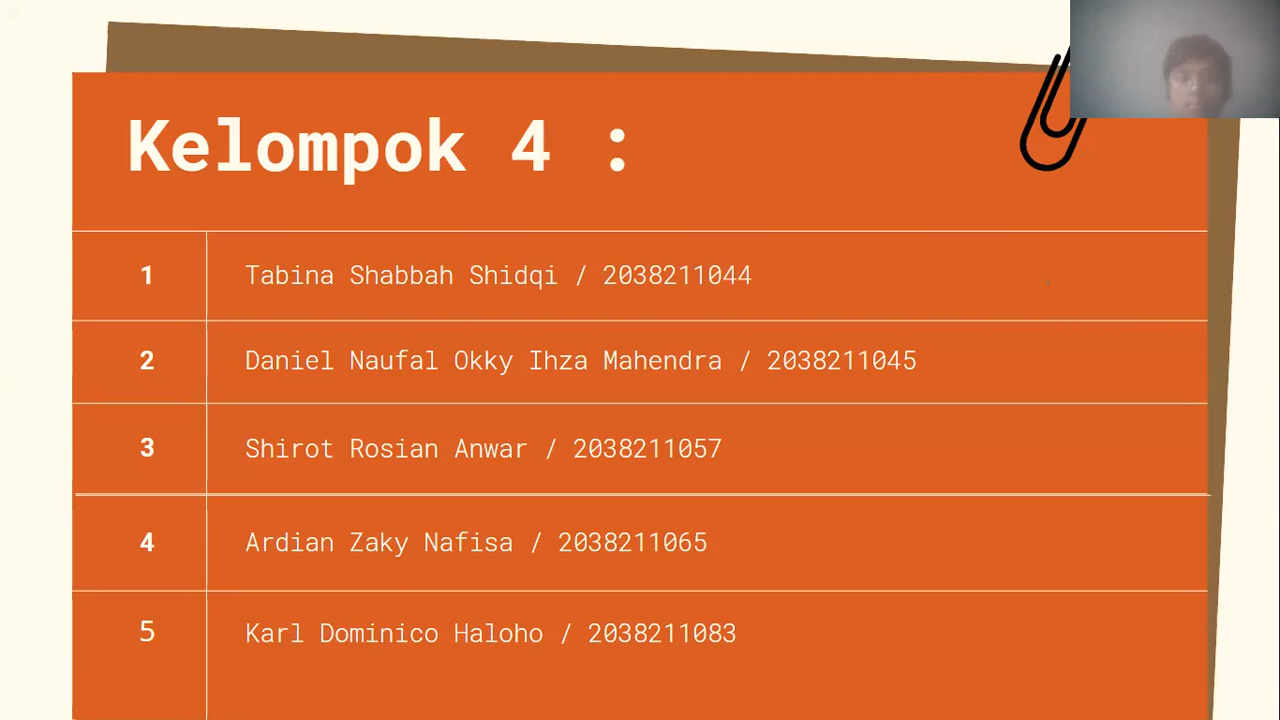 Kelompok 4 :
1 Tabina Shabbah Shidqi / 2038211044
2 Daniel Naufal Okky Ihza Mahendra / 2038211045
3 Shirot Rosian Anwar / 2038211057
4 Ardian Zaky Nafisa / 2038211065
5 Karl Dominico Haloho / 2038211083